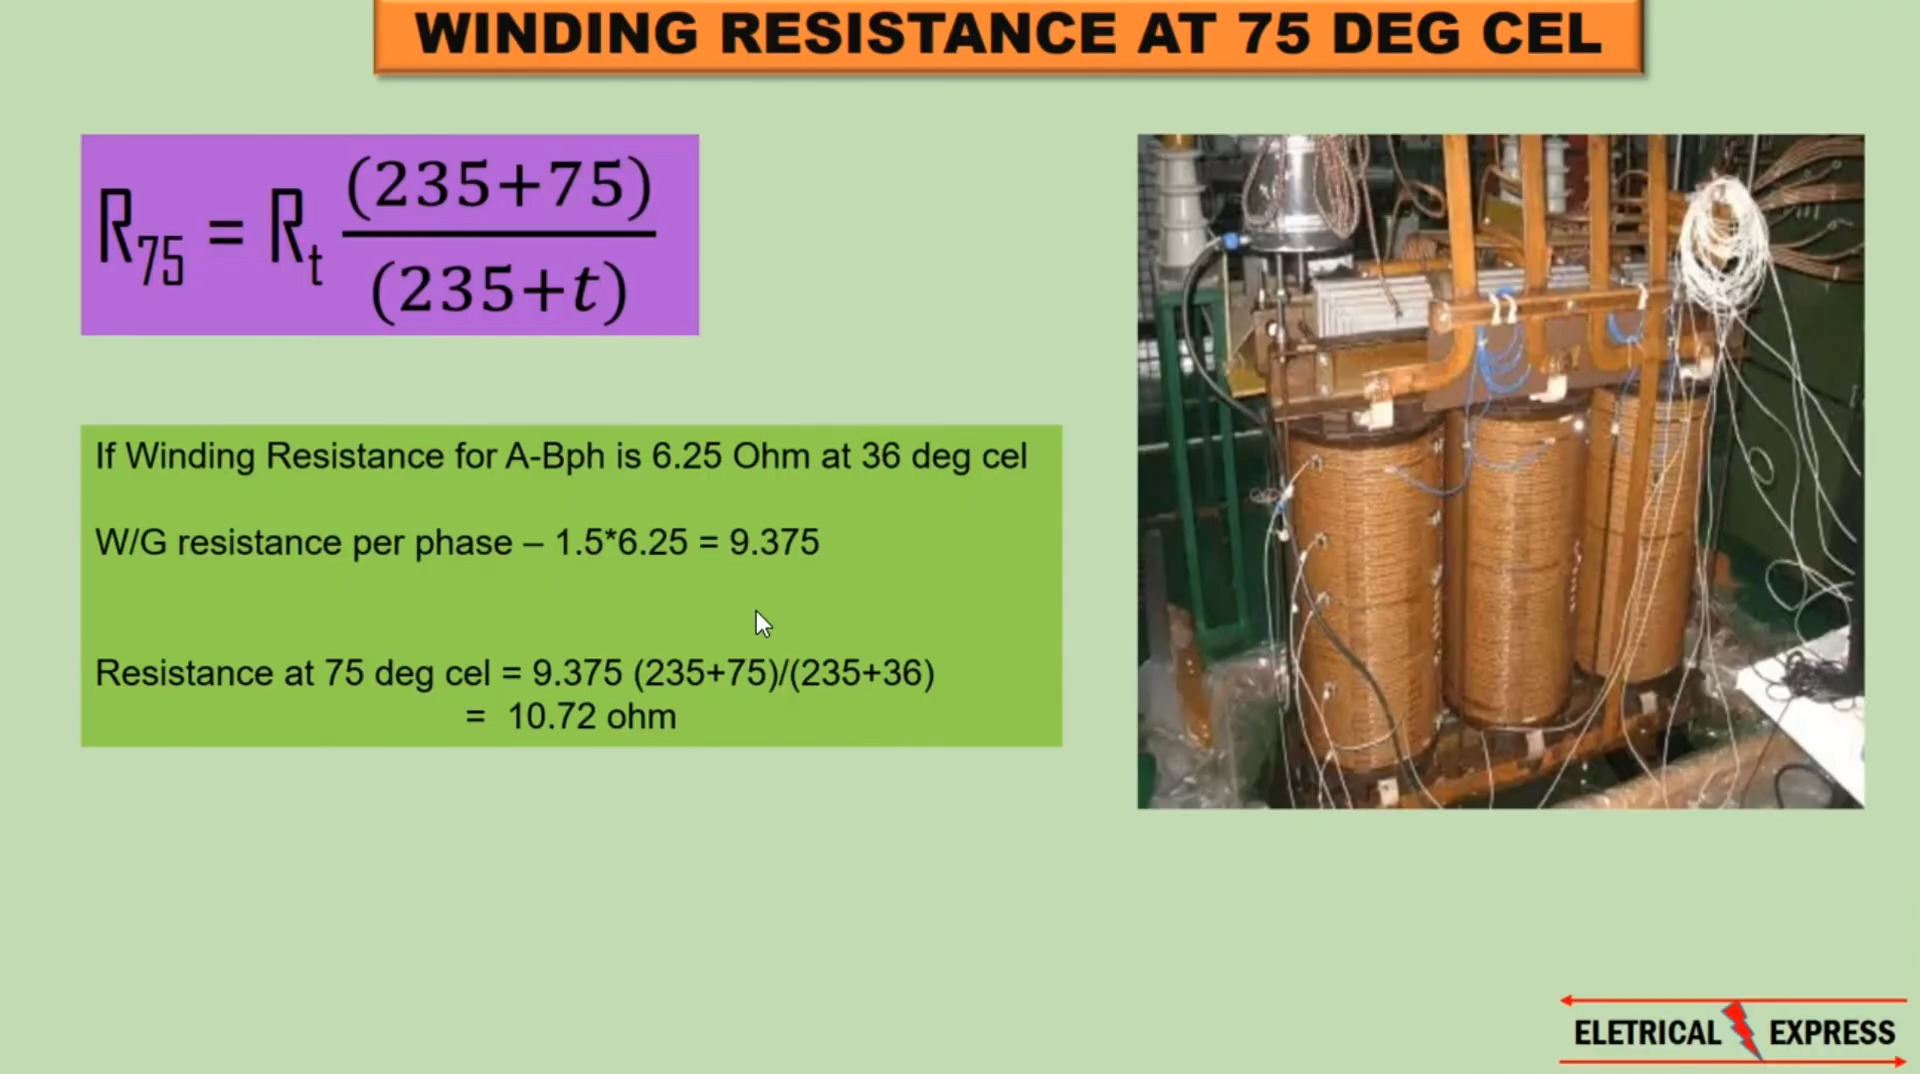 WINDING RESISTANCE AT 75 DEG CEL
R₇₅ = Rₜ (235+75)/(235+t)
If Winding Resistance for A-Bph is 6.25 Ohm at 36 deg cel
W/G resistance per phase – 1.5*6.25 = 9.375
Resistance at 75 deg cel = 9.375 (235+75)/(235+36)
= 10.72 ohm
ELETRICAL EXPRESS